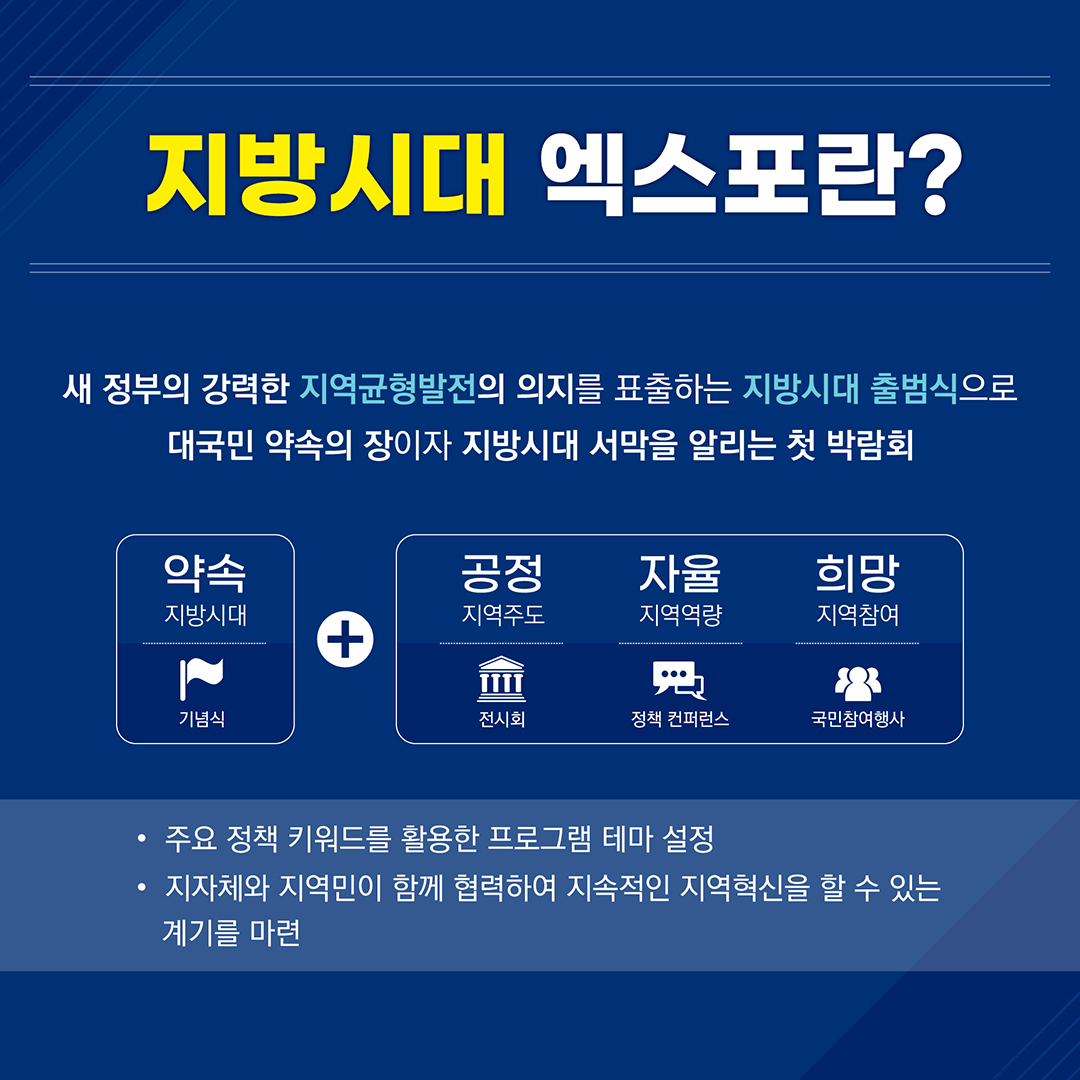 지방시대 엑스포란?
새 정부의 강력한 지역균형발전의 의지를 표출하는 지방시대 출범식으로
대국민 약속의 장이자 지방시대 서막을 알리는 첫 박람회
약속
지방시대
기념식
공정 자율 희망
지역주도 지역역량 지역참여
전시회 정책 컨퍼런스 국민참여행사
• 주요 정책 키워드를 활용한 프로그램 테마 설정
• 지자체와 지역민이 함께 협력하여 지속적인 지역혁신을 할 수 있는
계기를 마련